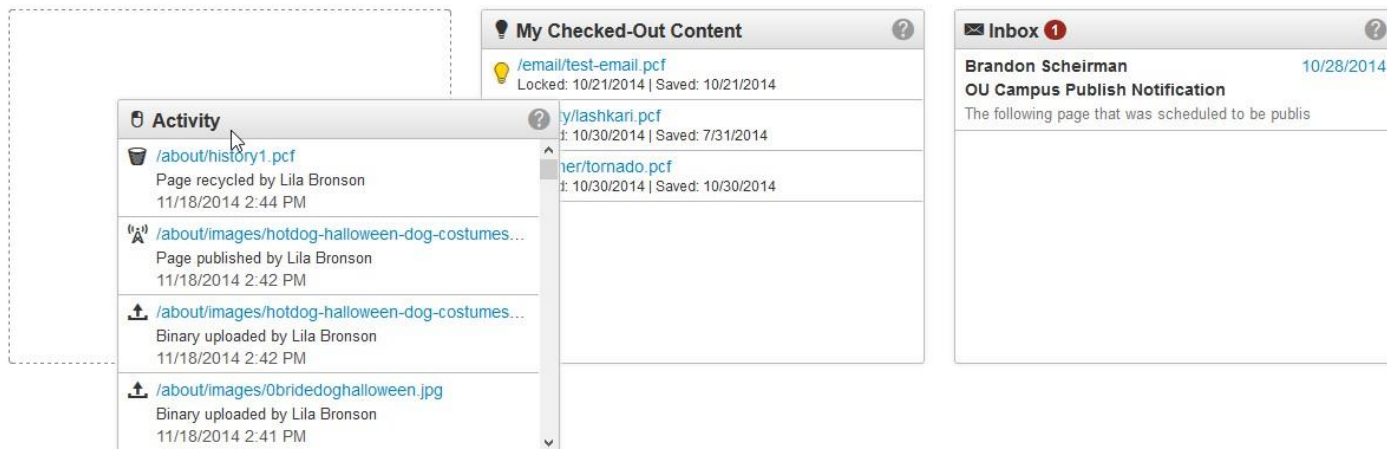 My Checked-Out Content
/email/test-email.pcf
Locked: 10/21/2014 | Saved: 10/21/2014
ty/lashkari.pcf
: 10/30/2014 | Saved: 7/31/2014
her/tornado.pcf
: 10/30/2014 | Saved: 10/30/2014
Inbox 1
Brandon Scheirman 10/28/2014
OU Campus Publish Notification
The following page that was scheduled to be publis
Activity
/about/history1.pcf
Page recycled by Lila Bronson
11/18/2014 2:44 PM
/about/images/hotdog-halloween-dog-costumes...
Page published by Lila Bronson
11/18/2014 2:42 PM
/about/images/hotdog-halloween-dog-costumes...
Binary uploaded by Lila Bronson
11/18/2014 2:42 PM
/about/images/0bridedoghalloween.jpg
Binary uploaded by Lila Bronson
11/18/2014 2:41 PM